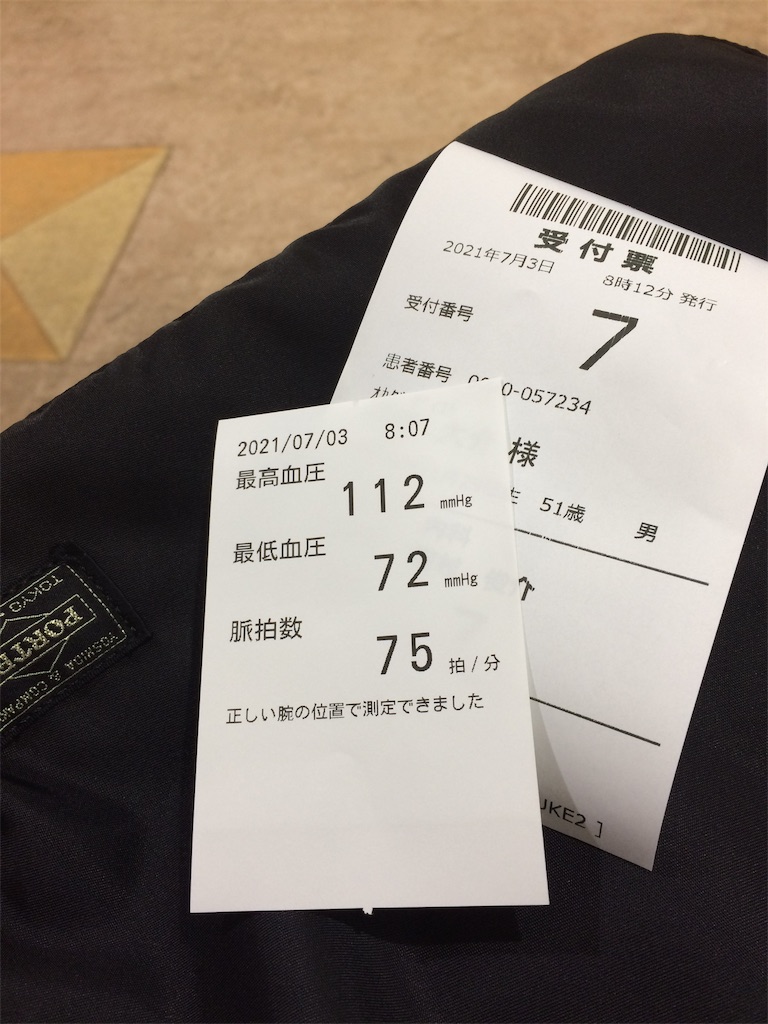 受付票
2021年7月3日 8時12分 発行
受付番号 7
患者番号 -057234
様
51歳 男
UKE2 ]
2021/07/03 8:07
最高血圧 112 mmHg
最低血圧 72 mmHg
脈拍数 75 拍/分
正しい腕の位置で測定できました
PORTE
TOKYO
YOSHIDA & COMPAN